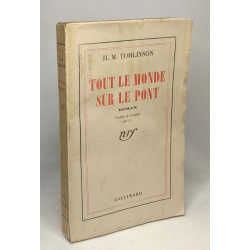 H. M. TOMLINSON
TOUT LE MONDE
SUR LE PONT
ROMAN
nrf
GALLIMARD